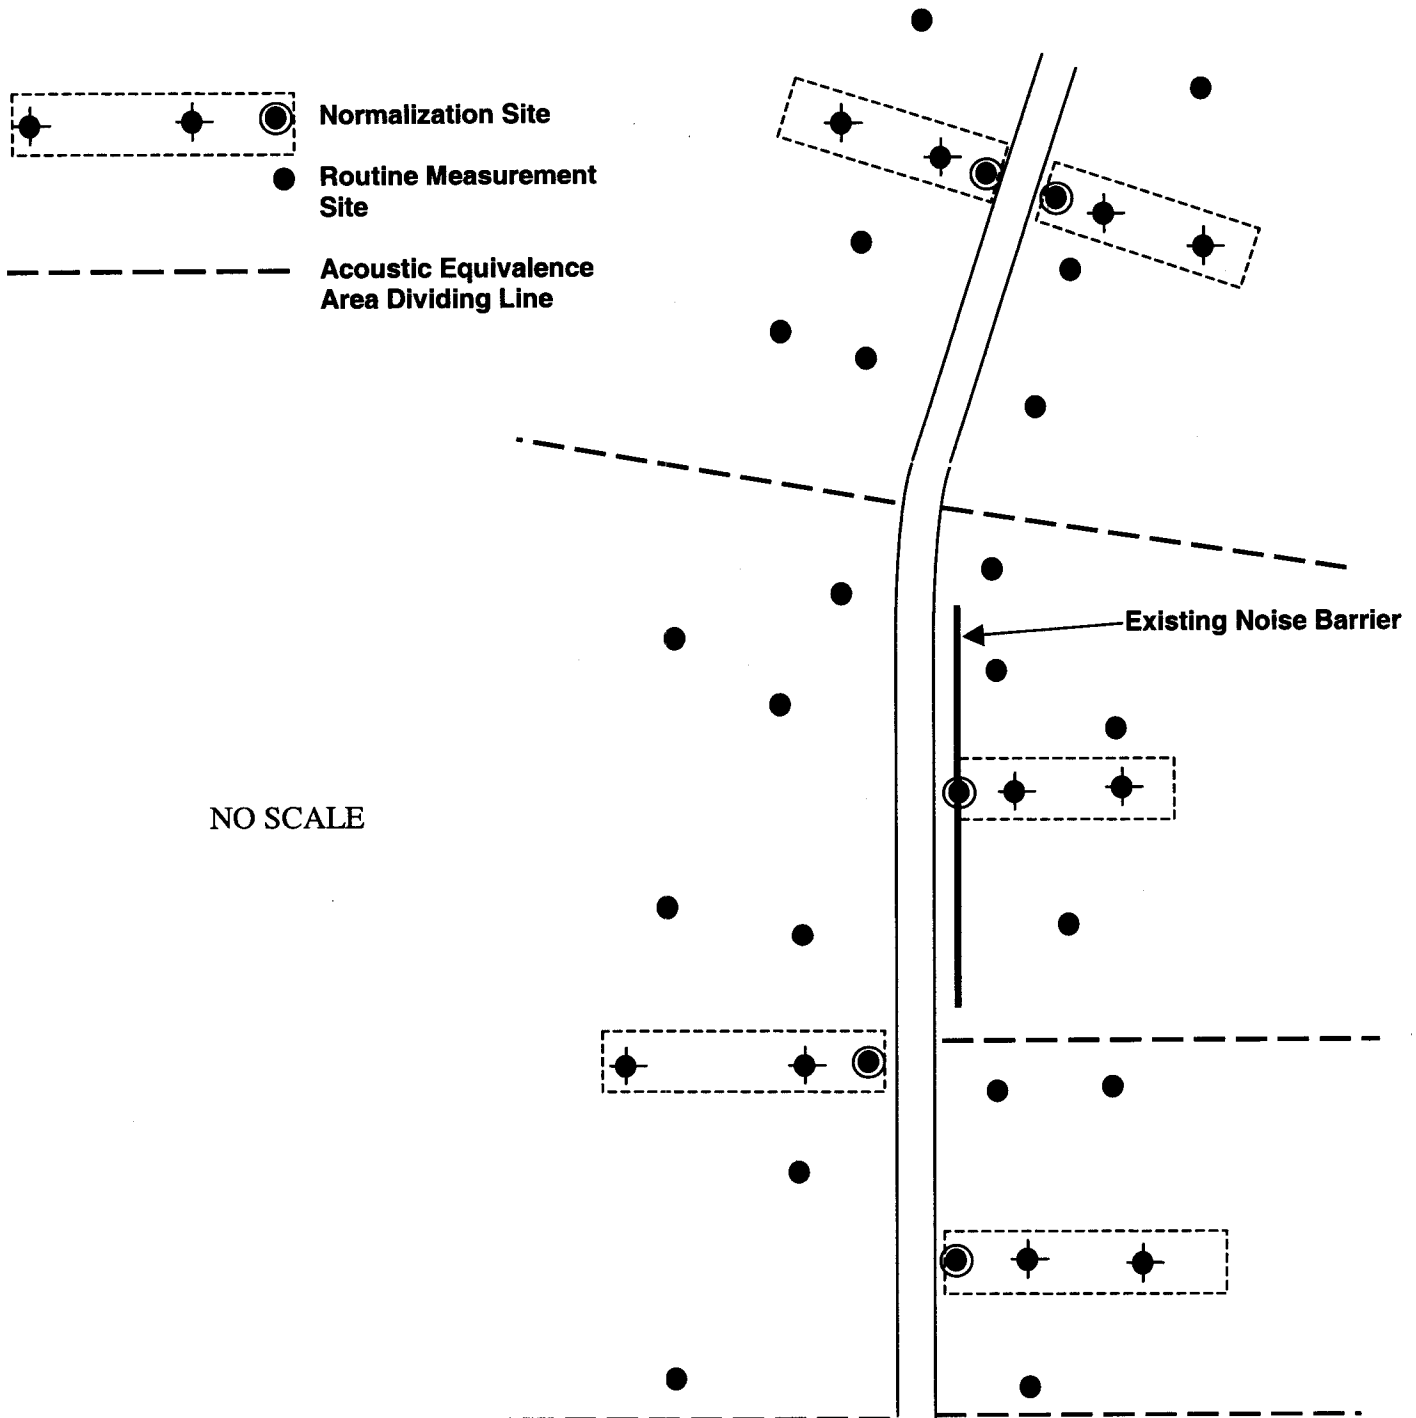 Normalization Site
Routine Measurement
Site
Acoustic Equivalence
Area Dividing Line
Existing Noise Barrier
NO SCALE